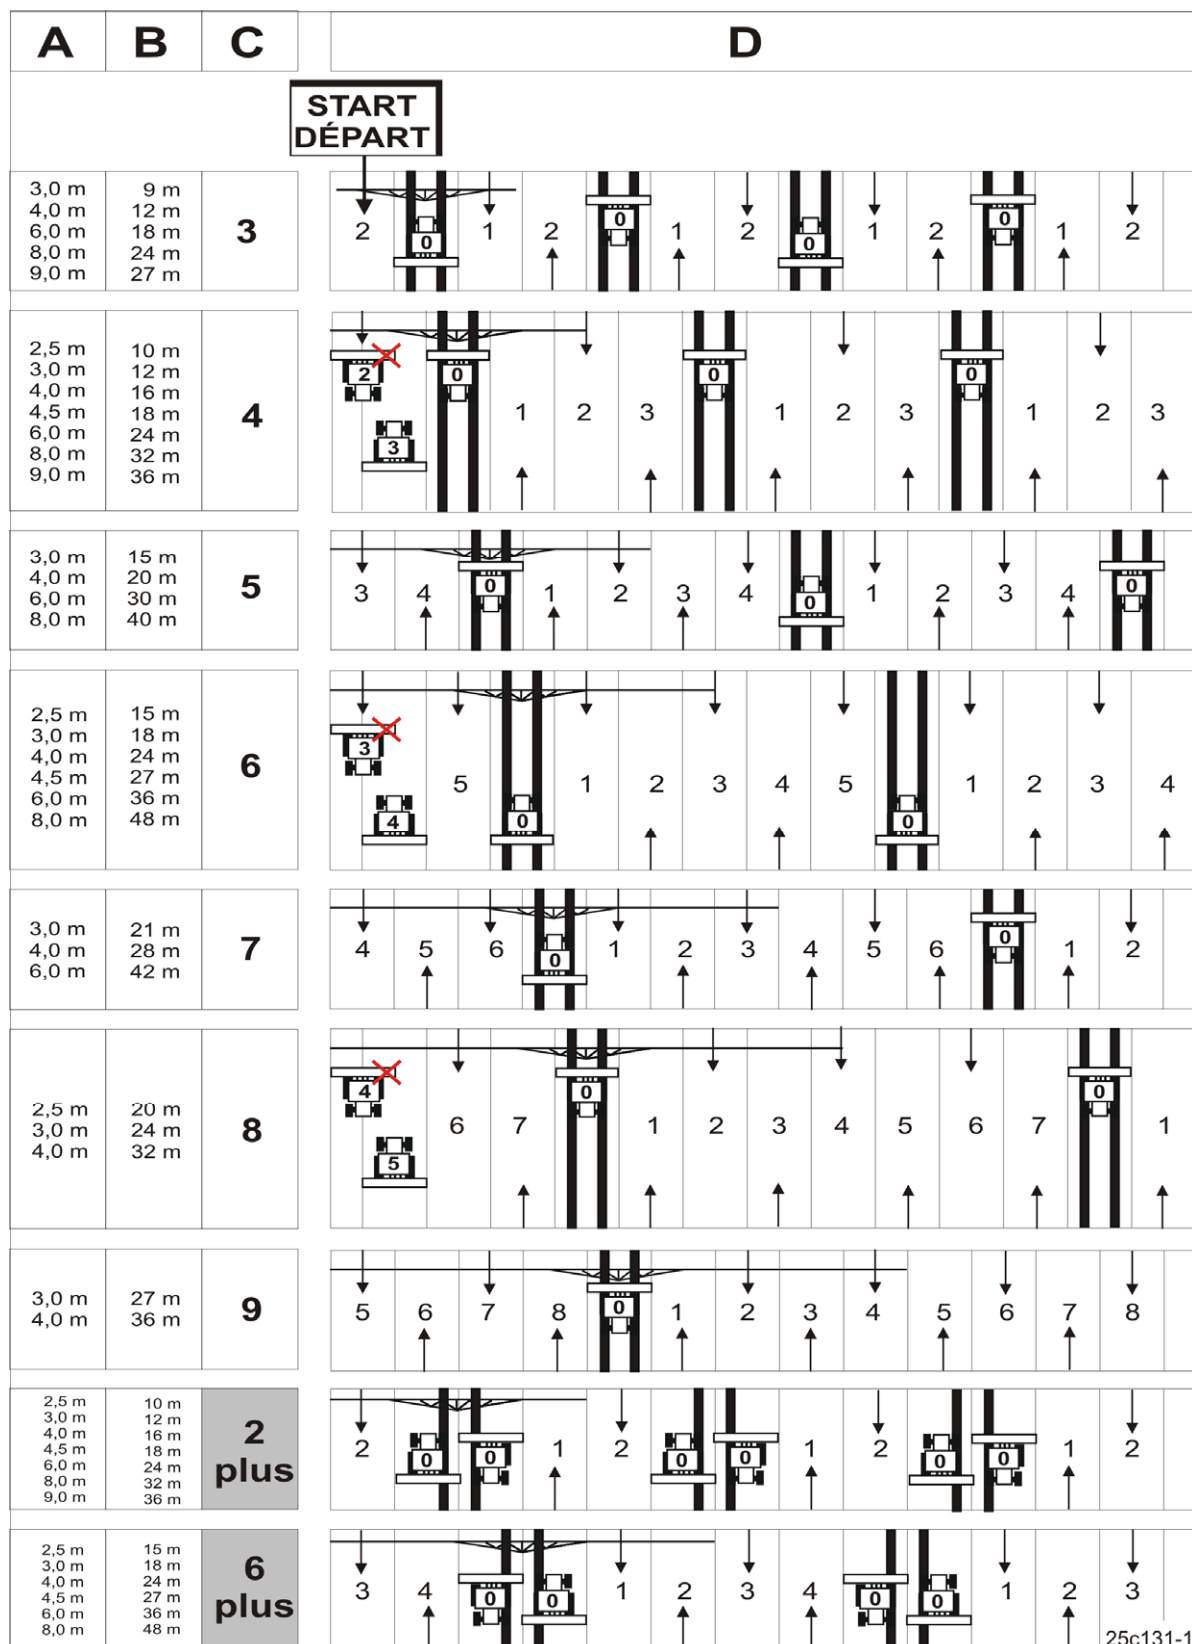 A B C D
START
DÉPART
3,0 m 9 m
4,0 m 12 m
6,0 m 18 m
8,0 m 24 m
9,0 m 27 m
3
2 0 1 2 0 1 2 0 1 2 0 1 2
2,5 m 10 m
3,0 m 12 m
4,0 m 16 m
4,5 m 18 m
6,0 m 24 m
8,0 m 32 m
9,0 m 36 m
4
2 0 0 0
1 2 3 1 2 3 1 2 3
3
3,0 m 15 m
4,0 m 20 m
6,0 m 30 m
8,0 m 40 m
5
3 4 0 1 2 3 4 0 1 2 3 4 0
2,5 m 15 m
3,0 m 18 m
4,0 m 24 m
4,5 m 27 m
6,0 m 36 m
8,0 m 48 m
6
3
5 1 2 3 4 5 1 2 3 4
4 0 0
3,0 m 21 m
4,0 m 28 m
6,0 m 42 m
7
4 5 6 0 1 2 3 4 5 6 0 1 2
2,5 m 20 m
3,0 m 24 m
4,0 m 32 m
8
4 0 0
6 7 1 2 3 4 5 6 7 1
5
3,0 m 27 m
4,0 m 36 m
9
5 6 7 8 0 1 2 3 4 5 6 7 8
2,5 m 10 m
3,0 m 12 m
4,0 m 16 m
4,5 m 18 m
6,0 m 24 m
8,0 m 32 m
9,0 m 36 m
2
plus
2 0 0 1 2 0 0 1 2 0 0 1 2
2,5 m 15 m
3,0 m 18 m
4,0 m 24 m
4,5 m 27 m
6,0 m 36 m
8,0 m 48 m
6
plus
3 4 0 0 1 2 3 4 0 0 1 2 3
25c131-1